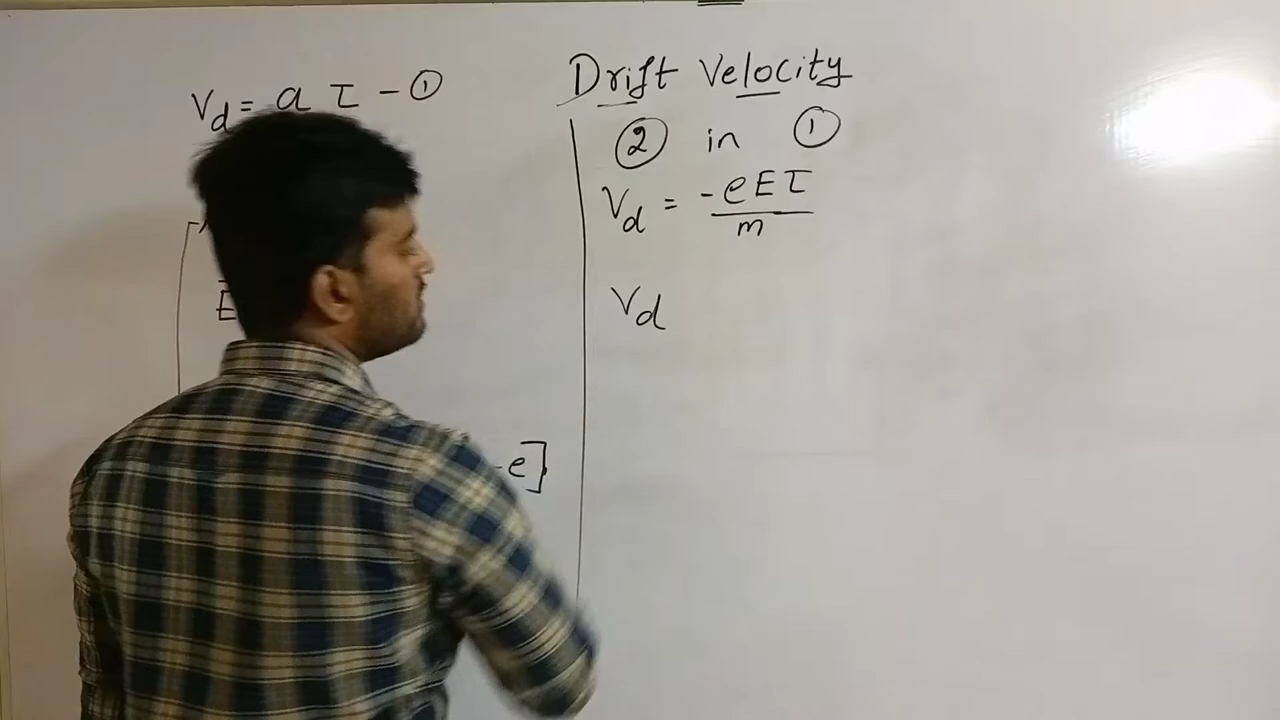 Vd = a τ - ①
E
-e]
Drift Velocity
② in ①
Vd = -eEτ
m
Vd